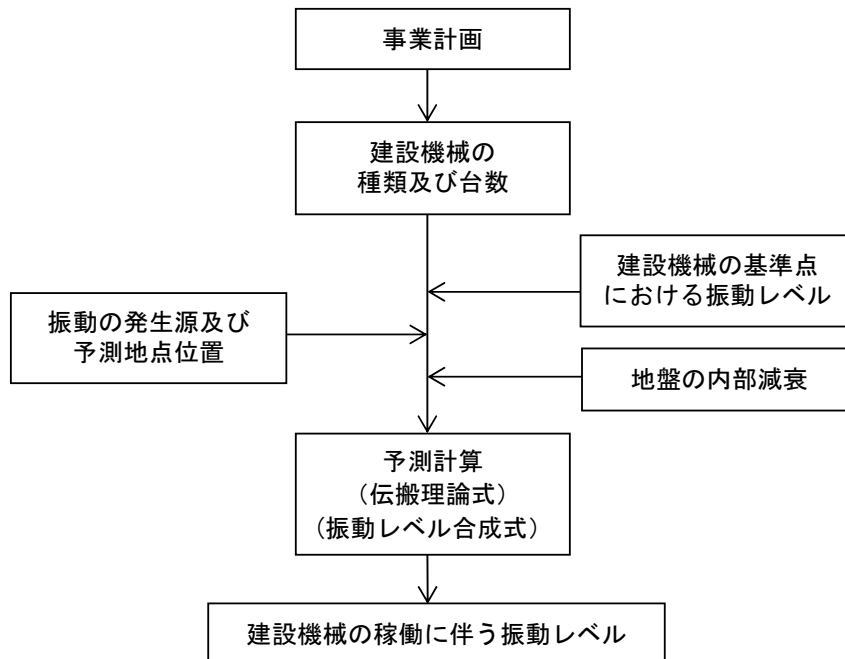 事業計画
建設機械の
種類及び台数
建設機械の基準点
における振動レベル
振動の発生源及び
予測地点位置
地盤の内部減衰
予測計算
（伝搬理論式）
（振動レベル合成式）
建設機械の稼働に伴う振動レベル